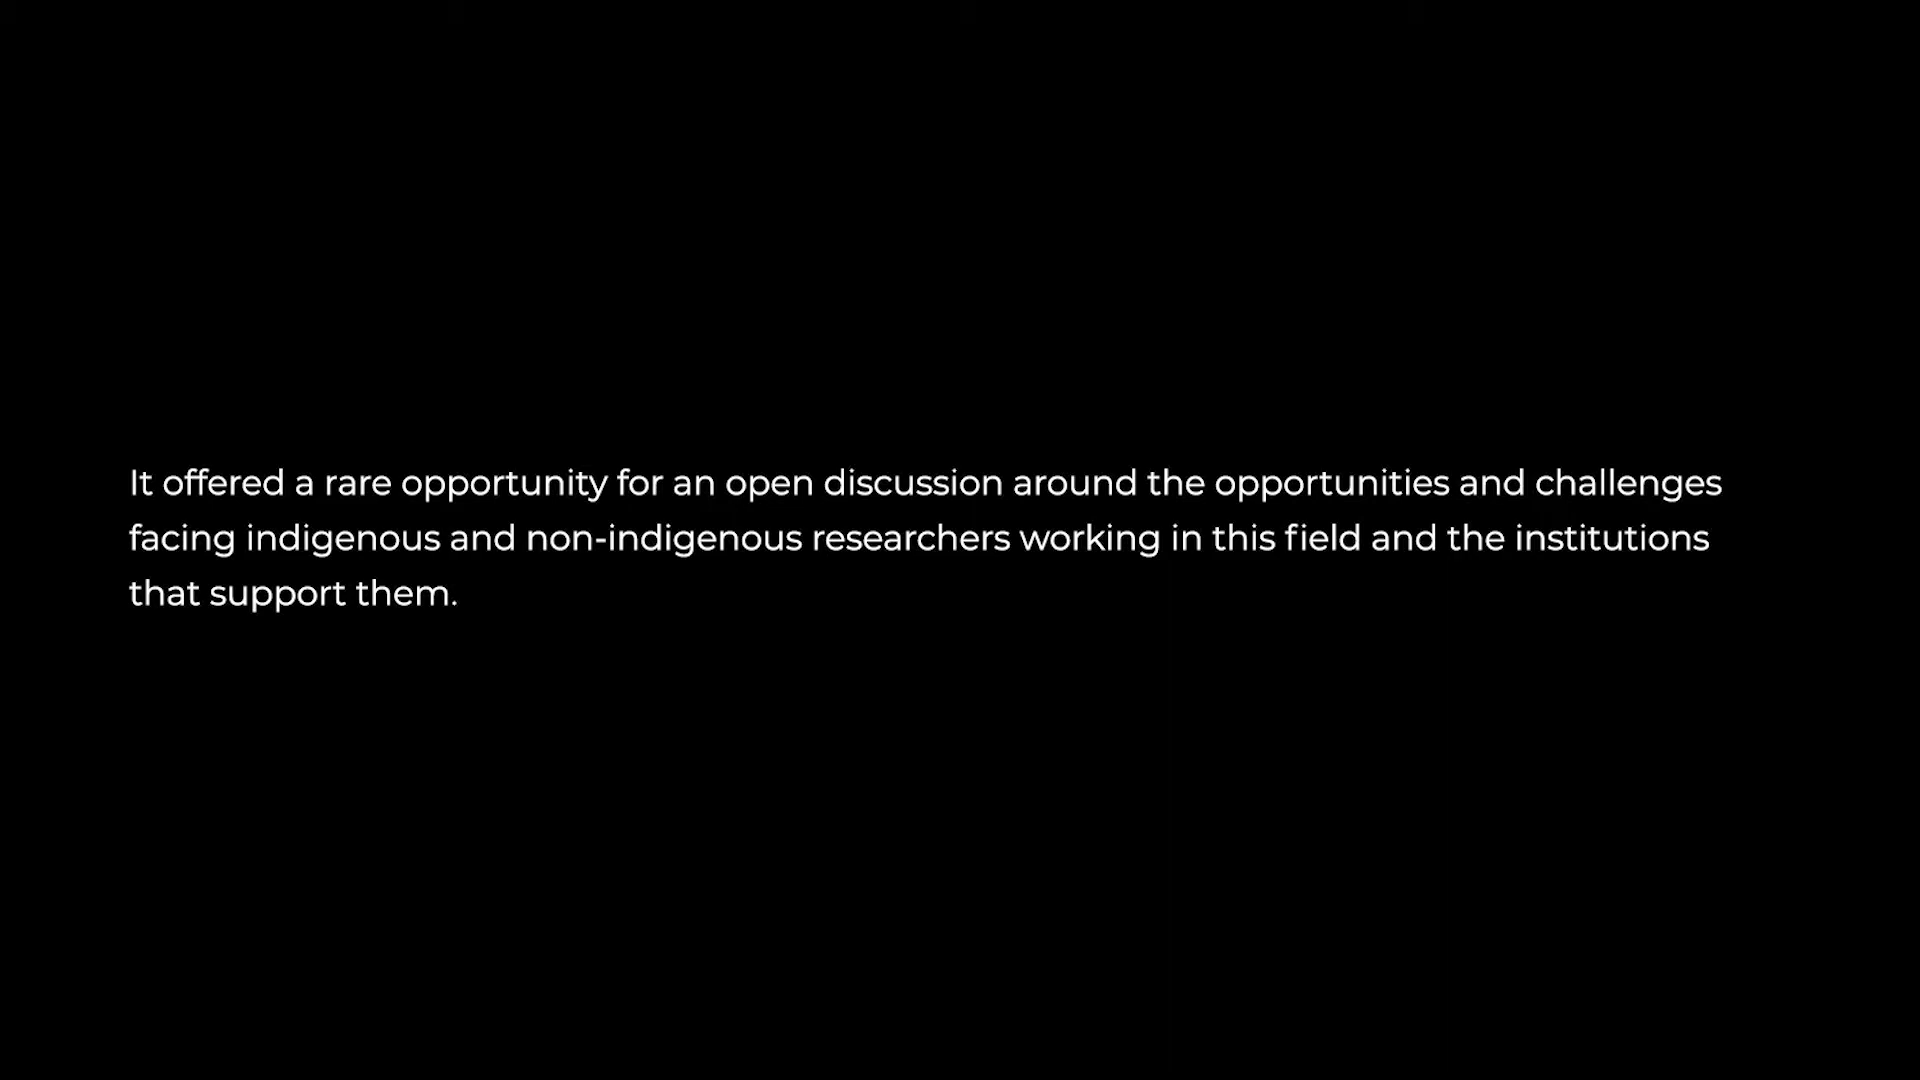 It offered a rare opportunity for an open discussion around the opportunities and challenges
facing indigenous and non-indigenous researchers working in this field and the institutions
that support them.